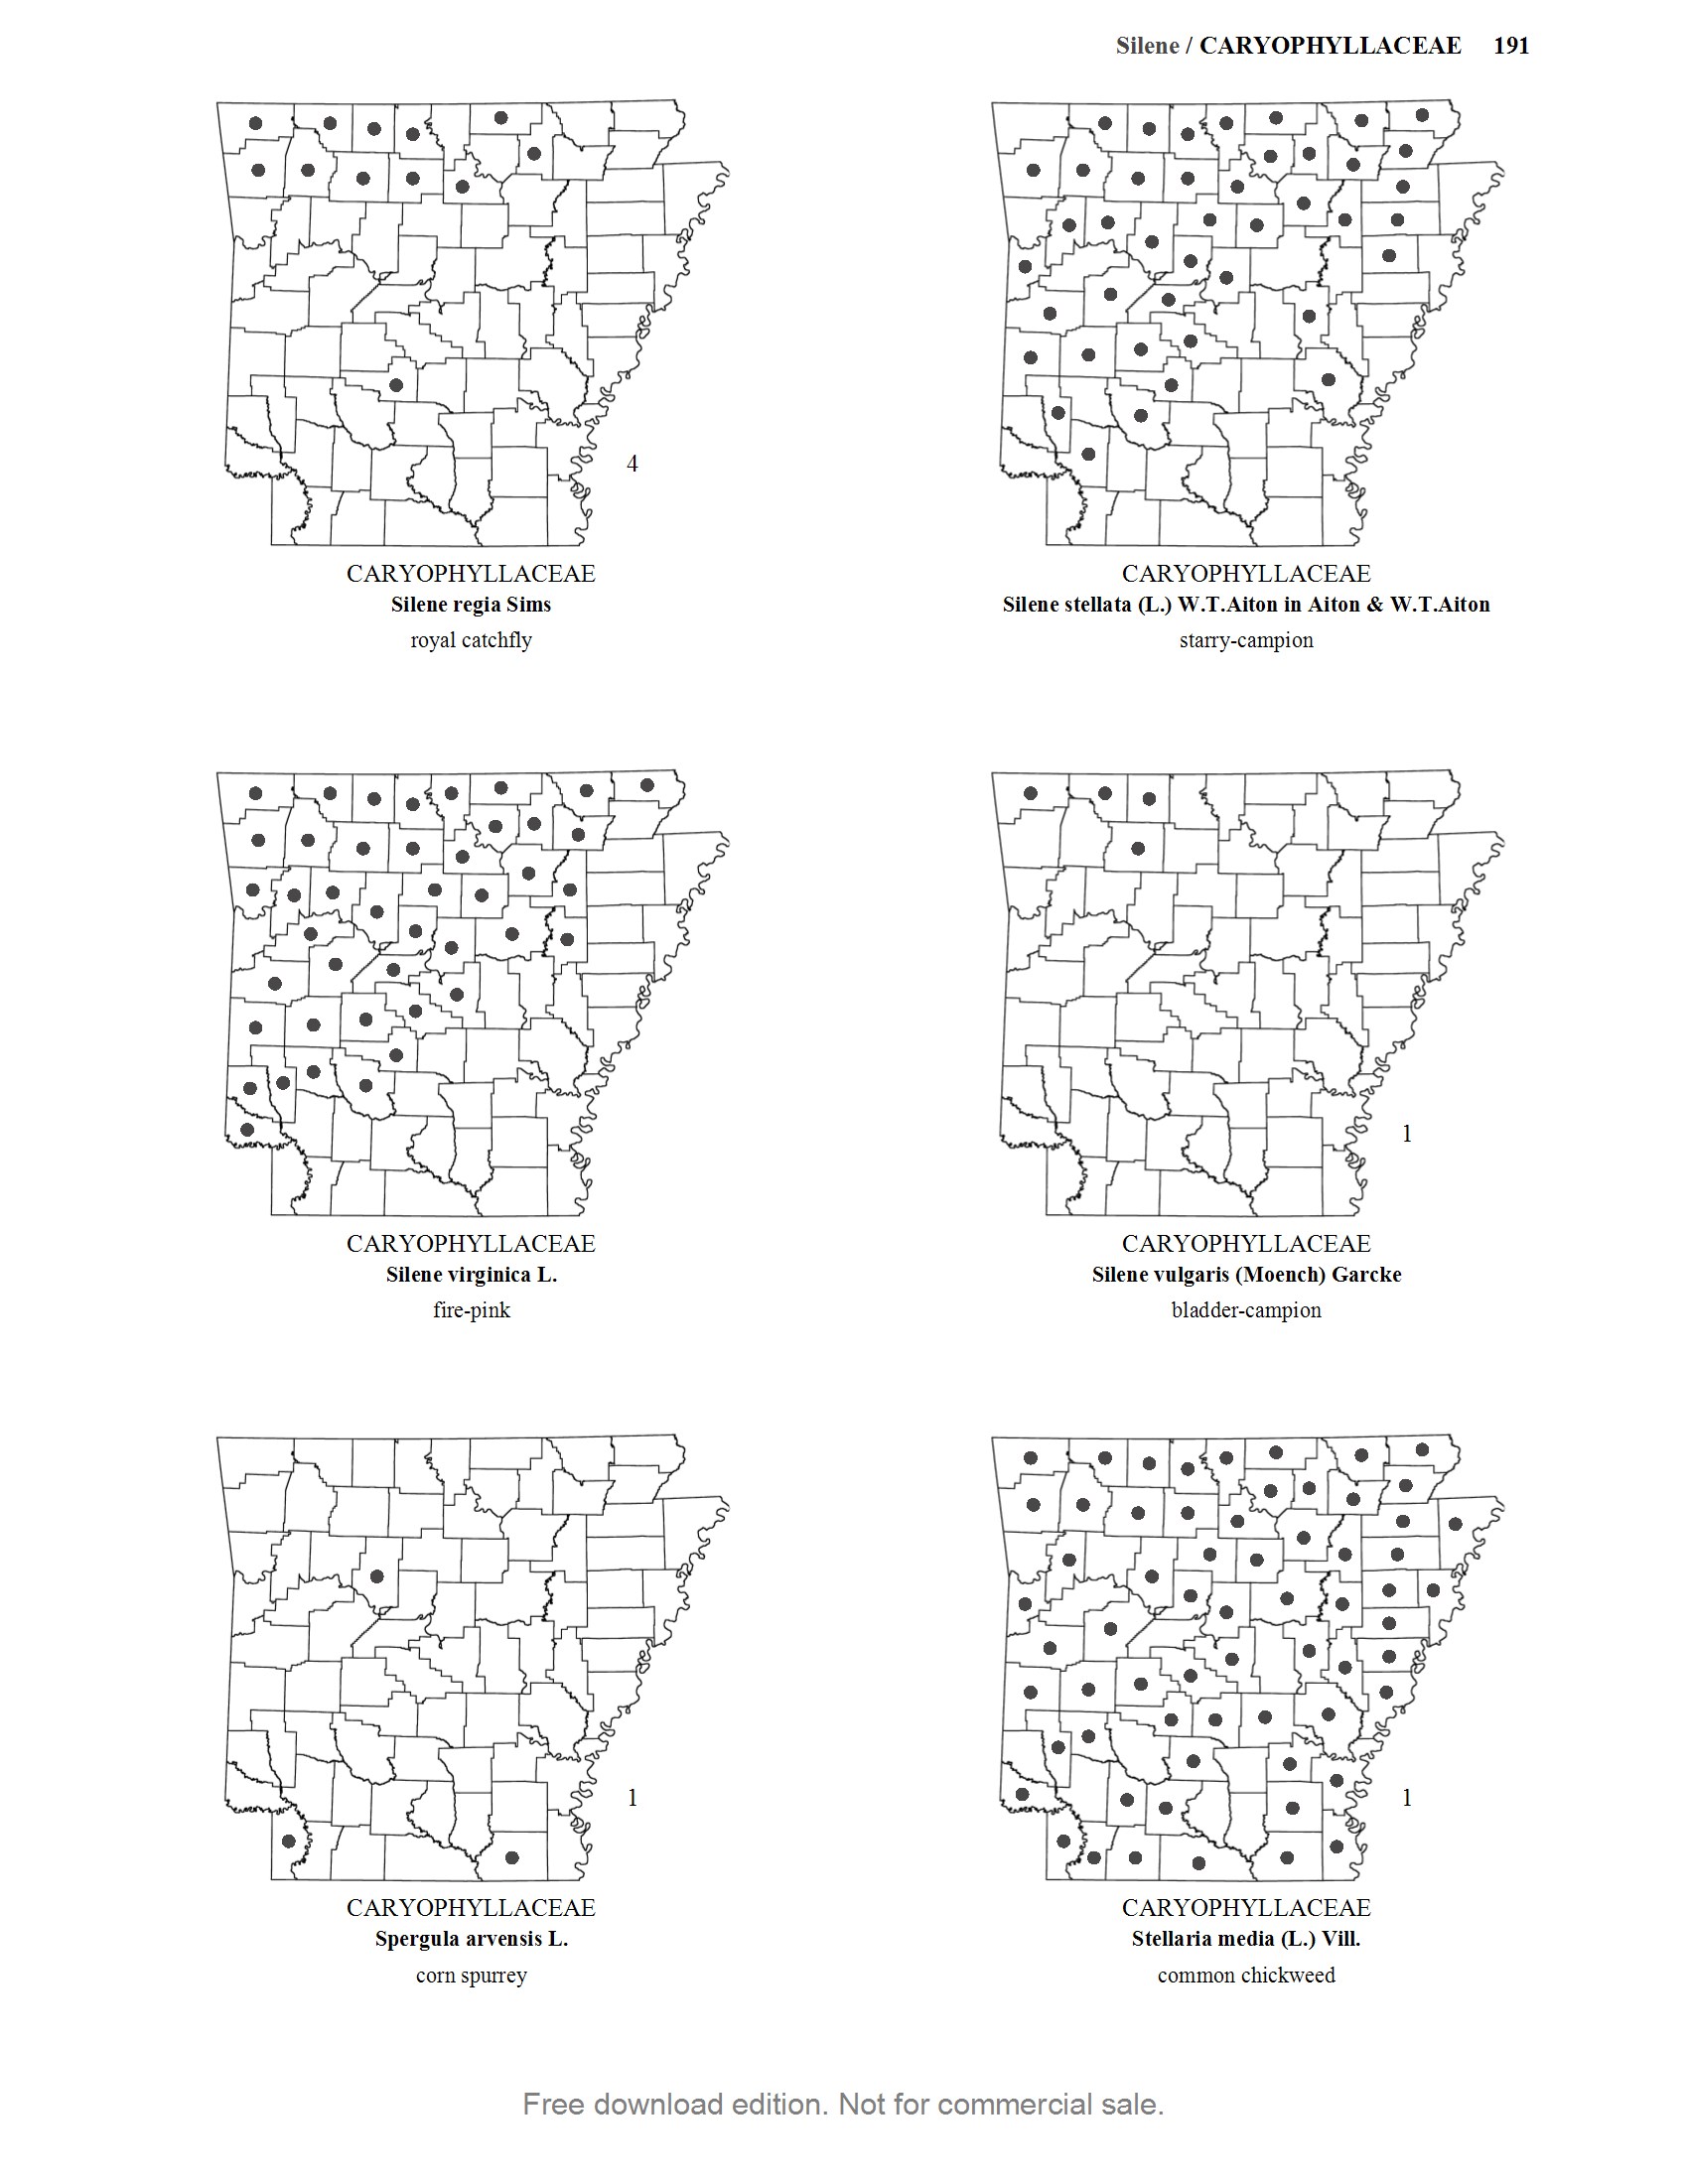 Silene / CARYOPHYLLACEAE 191
4
CARYOPHYLLACEAE
Silene regia Sims
royal catchfly
CARYOPHYLLACEAE
Silene stellata (L.) W.T.Aiton in Aiton & W.T.Aiton
starry-campion
CARYOPHYLLACEAE
Silene virginica L.
fire-pink
1
CARYOPHYLLACEAE
Silene vulgaris (Moench) Garcke
bladder-campion
1
CARYOPHYLLACEAE
Spergula arvensis L.
corn spurrey
1
CARYOPHYLLACEAE
Stellaria media (L.) Vill.
common chickweed
Free download edition. Not for commercial sale.